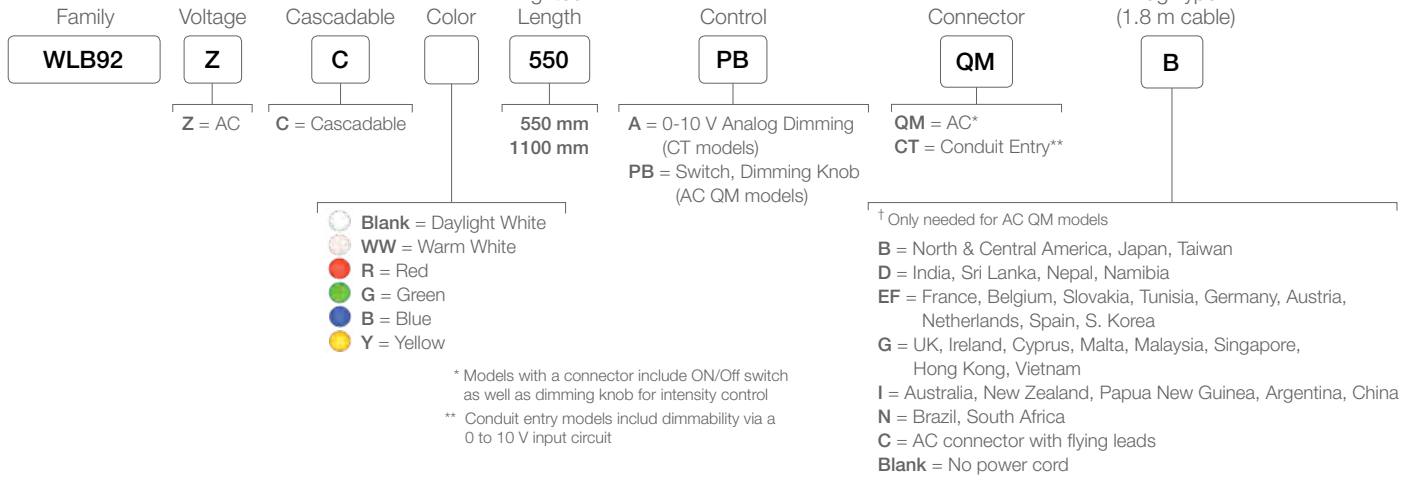 Family
Voltage
Cascadable
Color
Length
Control
Connector
(1.8 m cable)
WLB92
Z
C
550
PB
QM
B
Z = AC
C = Cascadable
550 mm
1100 mm
A = 0-10 V Analog Dimming
(CT models)
PB = Switch, Dimming Knob
(AC QM models)
QM = AC*
CT = Conduit Entry**
Blank = Daylight White
WW = Warm White
R = Red
G = Green
B = Blue
Y = Yellow
* Models with a connector include ON/Off switch
as well as dimming knob for intensity control
** Conduit entry models includ dimmability via a
0 to 10 V input circuit
† Only needed for AC QM models
B = North & Central America, Japan, Taiwan
D = India, Sri Lanka, Nepal, Namibia
EF = France, Belgium, Slovakia, Tunisia, Germany, Austria,
Netherlands, Spain, S. Korea
G = UK, Ireland, Cyprus, Malta, Malaysia, Singapore,
Hong Kong, Vietnam
I = Australia, New Zealand, Papua New Guinea, Argentina, China
N = Brazil, South Africa
C = AC connector with flying leads
Blank = No power cord